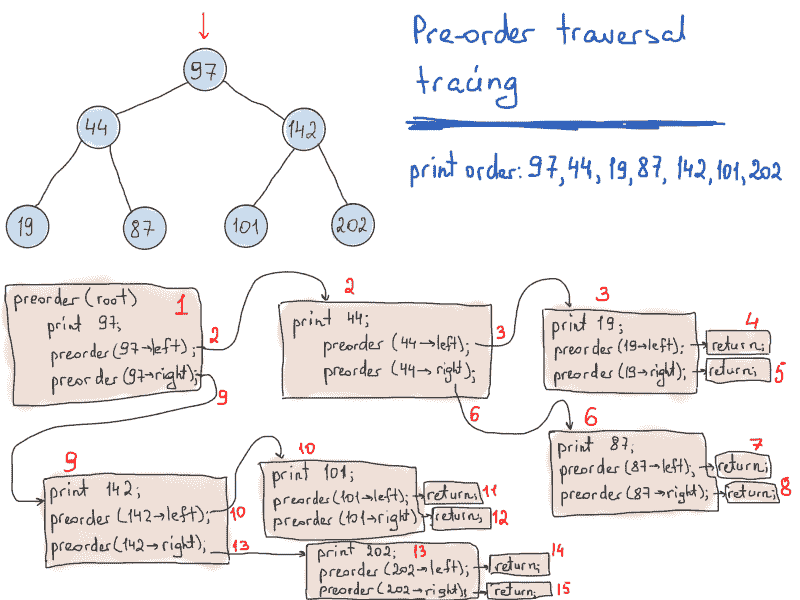 Pre-order traversal
tracing
print order: 97, 44, 19, 87, 142, 101, 202
97
44
142
19
87
101
202
preorder (root)
1
print 97;
preorder (97→left);
2
preorder (97→right);
9
2
print 44;
preorder (44→left);
3
preorder (44→right);
6
3
print 19;
preorder (19→left);
return;
4
preorder (19→right);
return;
5
6
print 87;
preorder (87→left);
return;
7
preorder (87→right);
return;
8
9
print 142;
preorder (142→left);
10
preorder (142→right);
13
10
print 101;
preorder (101→left);
return;
11
preorder (101→right)
return;
12
print 202;
13
preorder (202→left);
return;
14
preorder (202→right);
return;
15